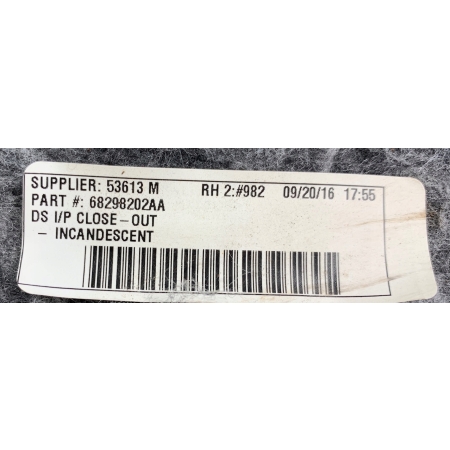 SUPPLIER: 53613 M RH 2:#982 09/20/16 17:55
PART #: 68298202AA
DS I/P CLOSE-OUT
- INCANDESCENT